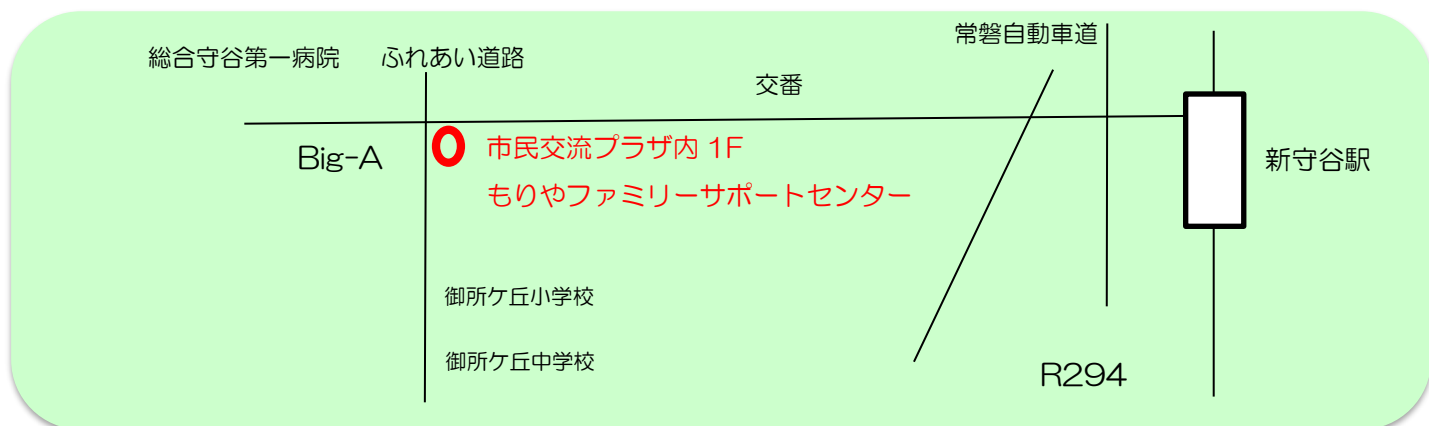 常磐自動車道
総合守谷第一病院
ふれあい道路
交番
Big-A
市民交流プラザ内 1F
もりやファミリーサポートセンター
新守谷駅
御所ケ丘小学校
御所ケ丘中学校
R294